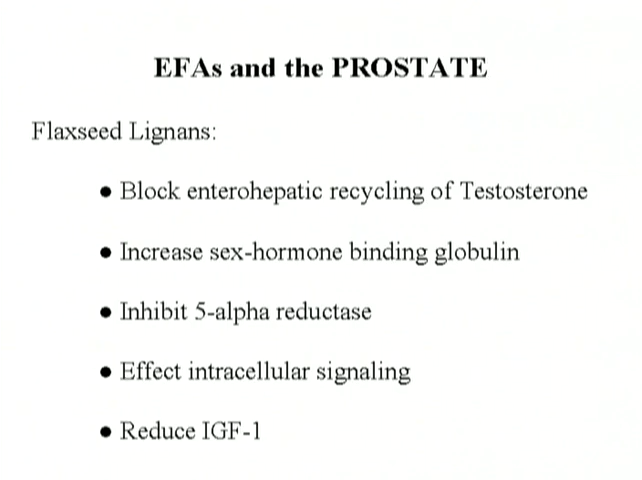 EFAs and the PROSTATE
Flaxseed Lignans:
● Block enterohepatic recycling of Testosterone
● Increase sex-hormone binding globulin
● Inhibit 5-alpha reductase
● Effect intracellular signaling
● Reduce IGF-1